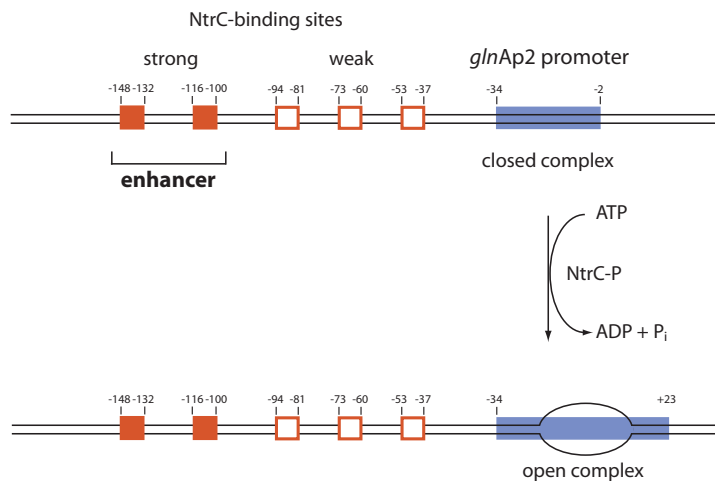 NtrC-binding sites
strong weak glnAp2 promoter
-148 -132 -116 -100 -94 -81 -73 -60 -53 -37 -34 -2
enhancer
closed complex
ATP
NtrC-P
ADP + Pi
-148 -132 -116 -100 -94 -81 -73 -60 -53 -37 -34 +23
open complex